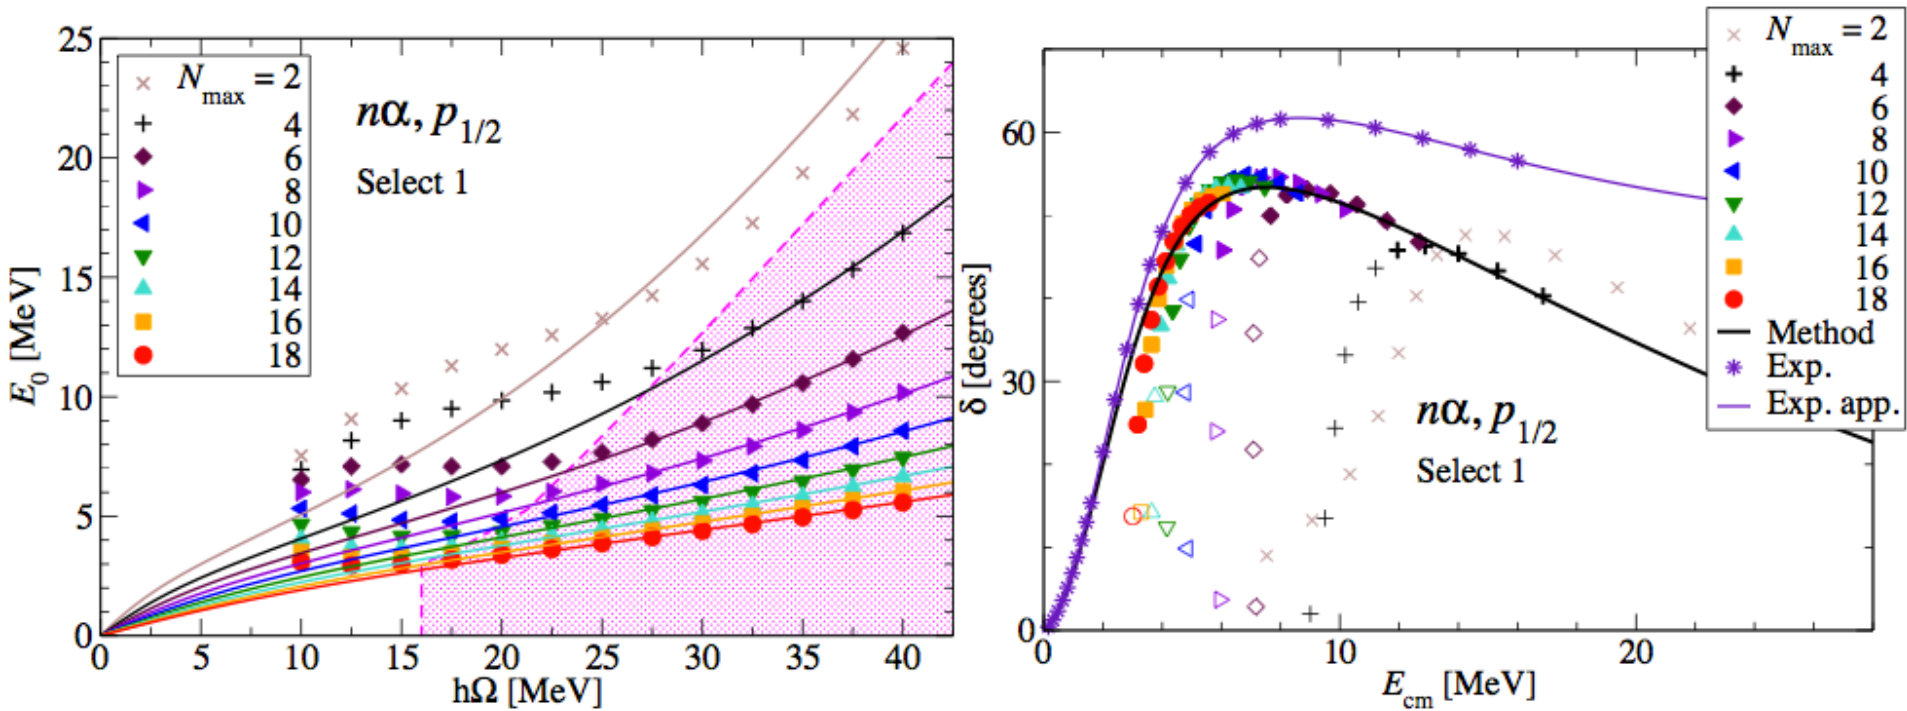 25
20
15
10
5
0
E0 [MeV]
Nmax = 2
4
6
8
10
12
14
16
18
nα, p1/2
Select 1
0 5 10 15 20 25 30 35 40
hΩ [MeV]
60
30
0
δ [degrees]
Nmax = 2
4
6
8
10
12
14
16
18
Method
Exp.
Exp. app.
nα, p1/2
Select 1
0 10 20
Ecm [MeV]